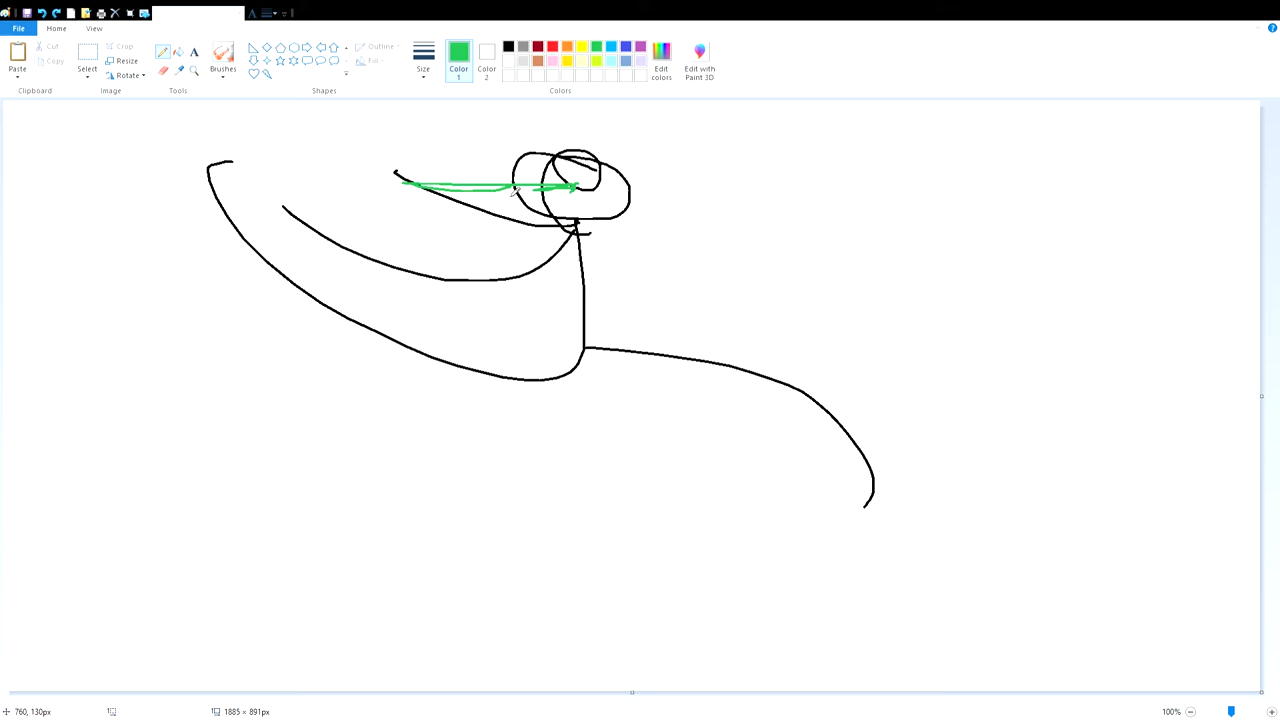 File Home View
Paste Cut Copy Select Crop Resize Rotate A Brushes Outline Fill Size Color 1 Color 2 Edit colors Edit with Paint 3D
Clipboard Image Tools Shapes Colors
760, 130px 1885 × 891px 100%